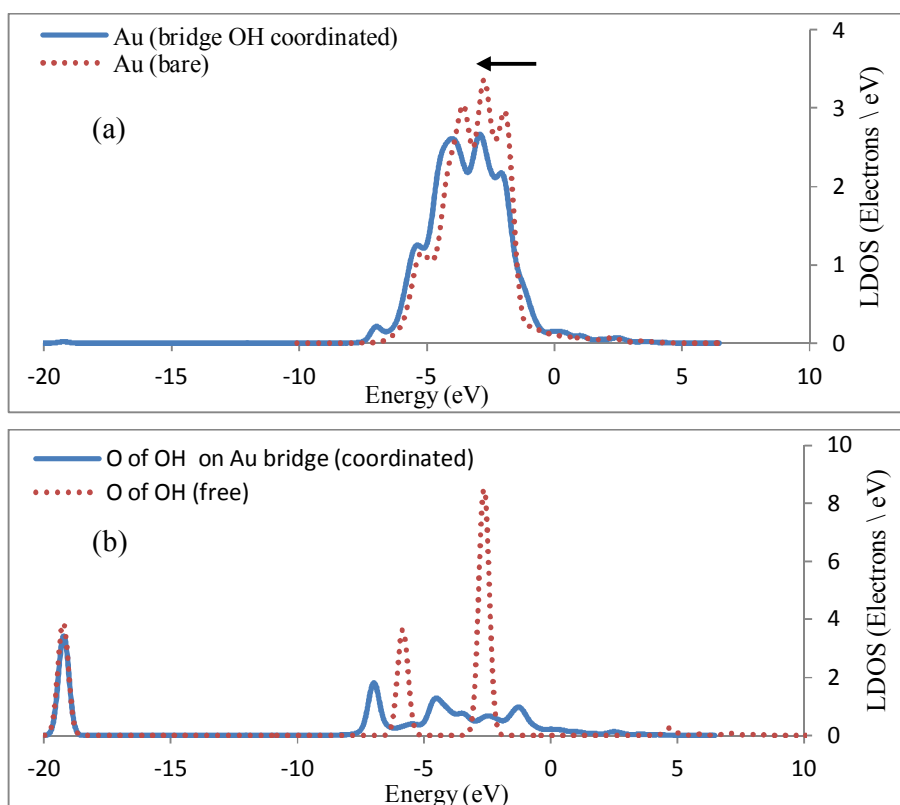 Au (bridge OH coordinated)
Au (bare)
(a)
4
3
2
1
0
LDOS (Electrons \ eV)
-20 -15 -10 -5 0 5 10
Energy (eV)
O of OH on Au bridge (coordinated)
O of OH (free)
(b)
10
8
6
4
2
0
LDOS (Electrons \ eV)
-20 -15 -10 -5 0 5 10
Energy (eV)